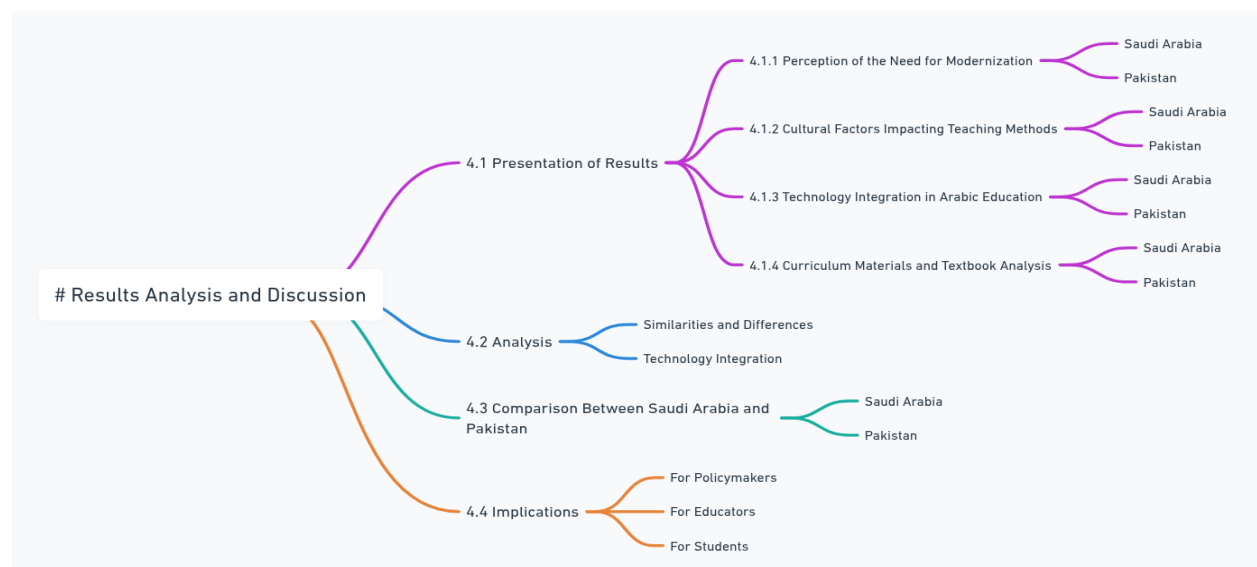 # Results Analysis and Discussion
4.1 Presentation of Results
4.1.1 Perception of the Need for Modernization
Saudi Arabia
Pakistan
4.1.2 Cultural Factors Impacting Teaching Methods
Saudi Arabia
Pakistan
4.1.3 Technology Integration in Arabic Education
Saudi Arabia
Pakistan
4.1.4 Curriculum Materials and Textbook Analysis
Saudi Arabia
Pakistan
4.2 Analysis
Similarities and Differences
Technology Integration
4.3 Comparison Between Saudi Arabia and
Pakistan
Saudi Arabia
Pakistan
4.4 Implications
For Policymakers
For Educators
For Students